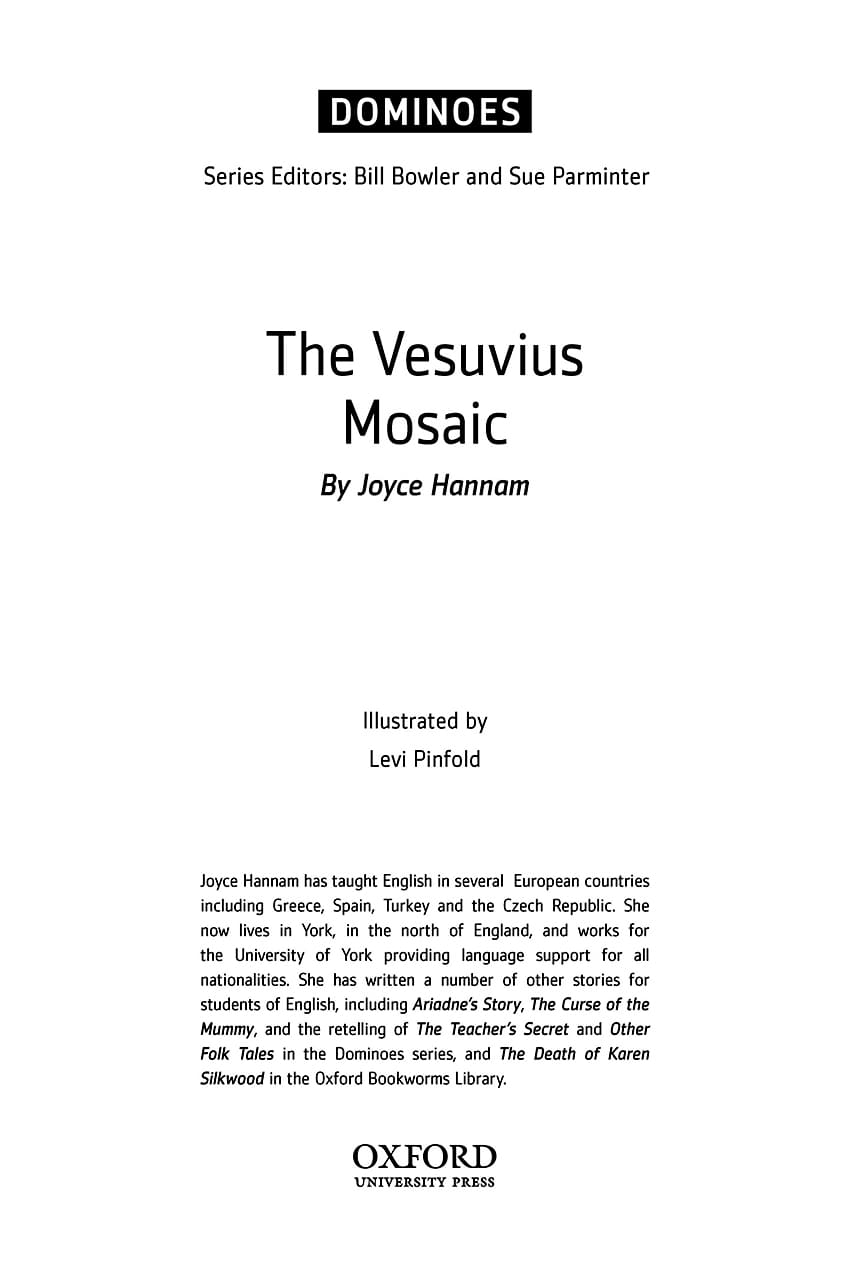 DOMINOES
Series Editors: Bill Bowler and Sue Parminter
The Vesuvius
Mosaic
By Joyce Hannam
Illustrated by
Levi Pinfold
Joyce Hannam has taught English in several European countries
including Greece, Spain, Turkey and the Czech Republic. She
now lives in York, in the north of England, and works for
the University of York providing language support for all
nationalities. She has written a number of other stories for
students of English, including Ariadne's Story, The Curse of the
Mummy, and the retelling of The Teacher's Secret and Other
Folk Tales in the Dominoes series, and The Death of Karen
Silkwood in the Oxford Bookworms Library.
OXFORD
UNIVERSITY PRESS